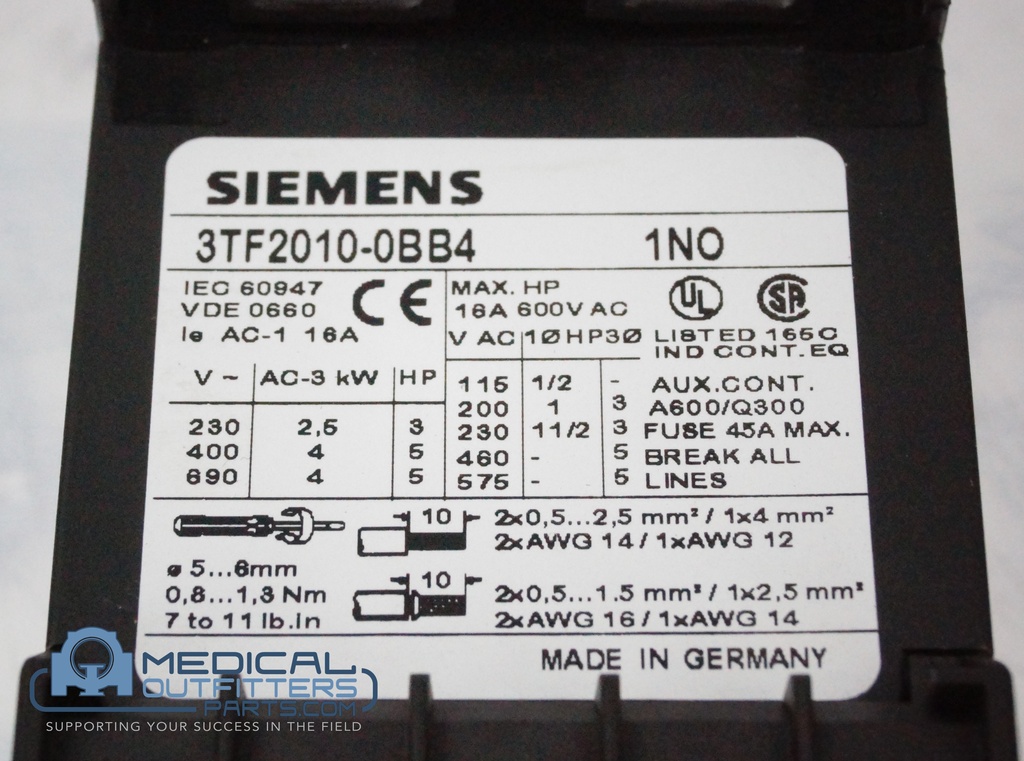 SIEMENS
3TF2010-0BB4 1NO
IEC 60947
VDE 0660
Ie AC-1 16A
CE
MAX. HP
16A 600V AC
UL SA
LISTED 165C
IND CONT.EQ
V AC 1Ø HP 3Ø
V ~ AC-3 kW HP
230 2,5 3
400 4 5
690 4 5
115 1/2 -
200 1 3
230 1 1/2 3
460 - 5
575 - 5
AUX.CONT.
A600/Q300
FUSE 45A MAX.
BREAK ALL
LINES
ø 5...6mm
0,8...1,3 Nm
7 to 11 lb.in
10
2x0,5...2,5 mm² / 1x4 mm²
2xAWG 14 / 1xAWG 12
10
2x0,5...1.5 mm² / 1x2,5 mm²
2xAWG 16 / 1xAWG 14
MADE IN GERMANY
MEDICAL
OUTFITTERS
PARTS.COM
SUPPORTING YOUR SUCCESS IN THE FIELD